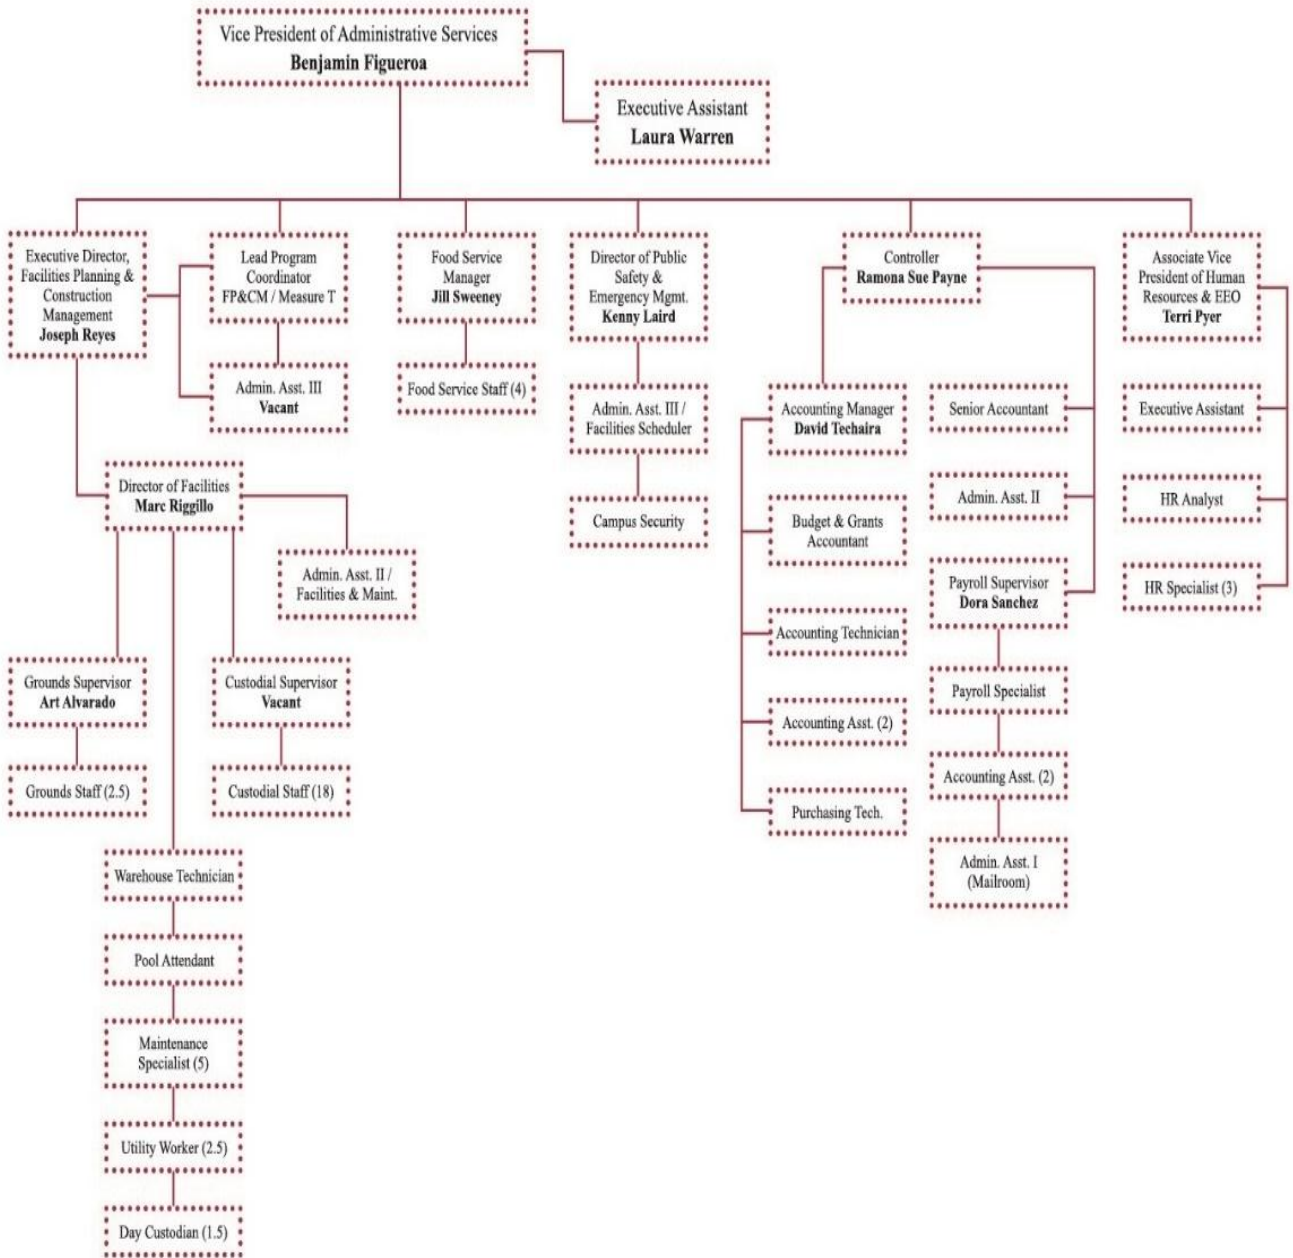 Vice President of Administrative Services
Benjamin Figueroa
Executive Assistant
Laura Warren
Executive Director,
Facilities Planning &
Construction
Management
Joseph Reyes
Lead Program
Coordinator
FP&CM / Measure T
Admin. Asst. III
Vacant
Food Service
Manager
Jill Sweeney
Food Service Staff (4)
Director of Public
Safety &
Emergency Mgmt.
Kenny Laird
Admin. Asst. III /
Facilities Scheduler
Campus Security
Controller
Ramona Sue Payne
Accounting Manager
David Techaira
Budget & Grants
Accountant
Accounting Technician
Accounting Asst. (2)
Purchasing Tech.
Senior Accountant
Admin. Asst. II
Payroll Supervisor
Dora Sanchez
Payroll Specialist
Accounting Asst. (2)
Admin. Asst. I
(Mailroom)
Associate Vice
President of Human
Resources & EEO
Terri Pyer
Executive Assistant
HR Analyst
HR Specialist (3)
Director of Facilities
Marc Riggillo
Admin. Asst. II /
Facilities & Maint.
Grounds Supervisor
Art Alvarado
Grounds Staff (2.5)
Custodial Supervisor
Vacant
Custodial Staff (18)
Warehouse Technician
Pool Attendant
Maintenance
Specialist (5)
Utility Worker (2.5)
Day Custodian (1.5)